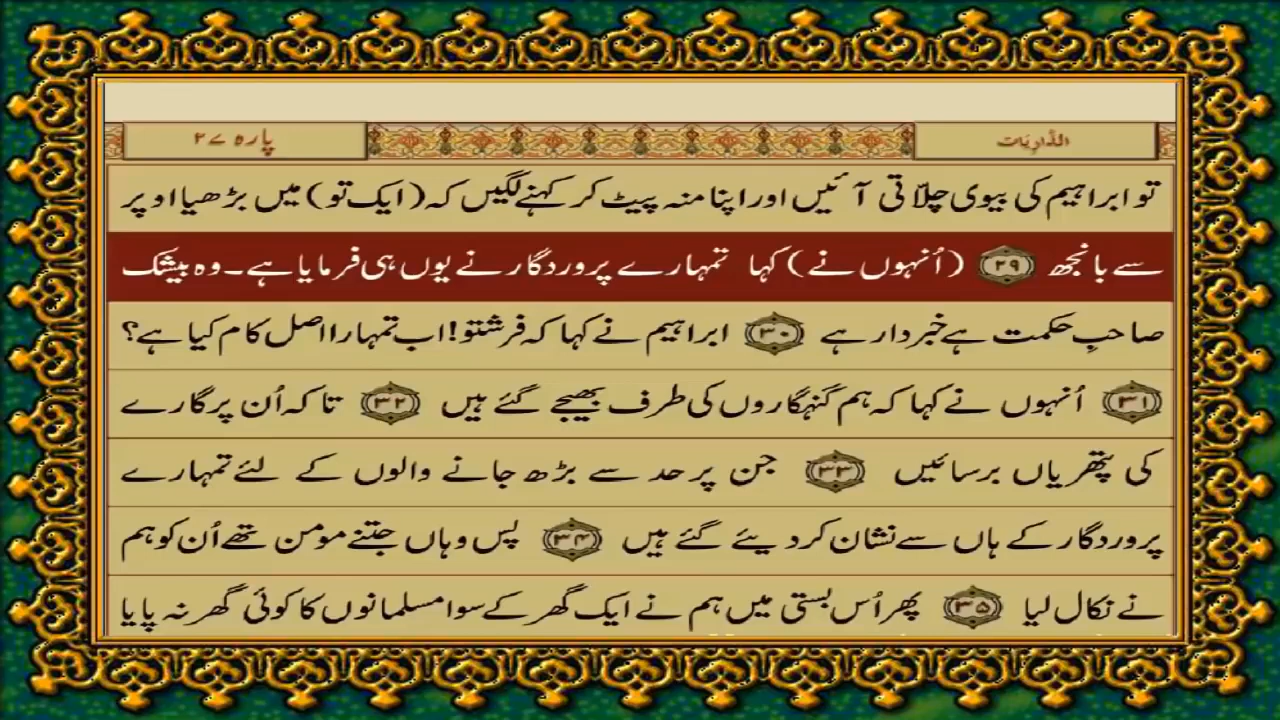 الذّاریَات پارہ ۲۷
تو ابراہیم کی بیوی چلاّتی آئیں اور اپنا منہ پیٹ کر کہنے لگیں کہ (ایک تو) میں بڑھیا اوپر
سے بانجھ ۲۹ (اُنہوں نے) کہا تمہارے پروردگار نے یوں ہی فرمایا ہے۔ وہ بیشک
صاحبِ حکمت ہے خبردار ہے ۳۰ ابراہیم نے کہا کہ فرشتو! اب تمہارا اصل کام کیا ہے؟
۳۱ اُنہوں نے کہا کہ ہم گنہگاروں کی طرف بھیجے گئے ہیں ۳۲ تاکہ اُن پر گارے
کی پتھریاں برسائیں ۳۳ جن پر حد سے بڑھ جانے والوں کے لئے تمہارے
پروردگار کے ہاں سے نشان کر دیئے گئے ہیں ۳۴ پس وہاں جتنے مومن تھے اُن کو ہم
نے نکال لیا ۳۵ پھر اُس بستی میں ہم نے ایک گھر کے سوا مسلمانوں کا کوئی گھر نہ پایا